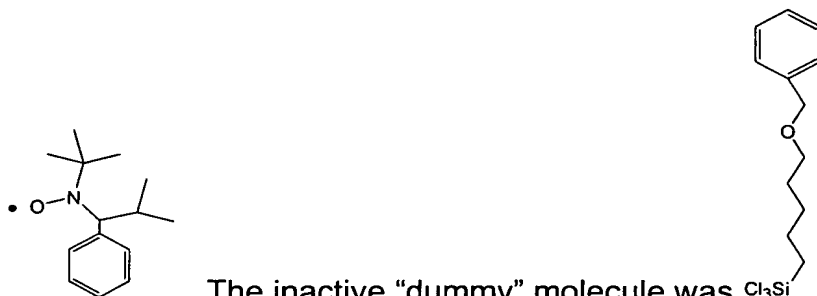 O
O
N
The inactive “dummy” molecule was Cl₃Si